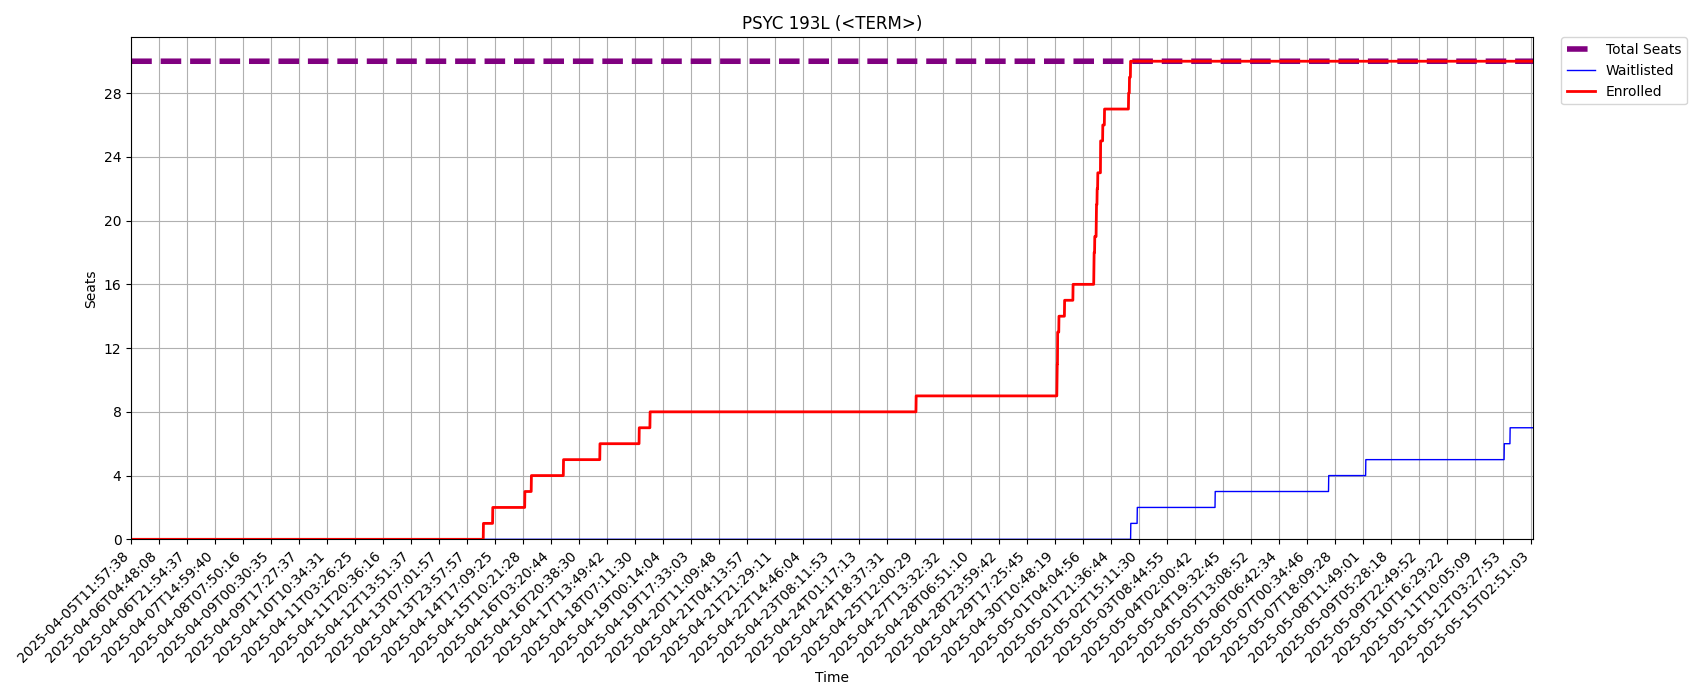 PSYC 193L (<TERM>)
Total Seats
Waitlisted
Enrolled
Seats
28
24
20
16
12
8
4
0
2025-04-05T11:57:38
2025-04-06T04:48:08
2025-04-06T21:54:37
2025-04-07T14:59:40
2025-04-08T07:50:16
2025-04-09T00:30:35
2025-04-09T17:27:37
2025-04-10T10:34:31
2025-04-11T03:26:25
2025-04-11T20:36:16
2025-04-12T13:51:37
2025-04-13T07:01:57
2025-04-13T23:57:57
2025-04-14T17:09:25
2025-04-15T10:21:28
2025-04-16T03:20:44
2025-04-16T20:38:30
2025-04-17T13:49:42
2025-04-18T07:11:30
2025-04-19T00:14:04
2025-04-19T17:33:03
2025-04-20T11:09:48
2025-04-21T04:13:57
2025-04-21T21:29:11
2025-04-22T14:46:04
2025-04-23T08:11:53
2025-04-24T01:17:13
2025-04-24T18:37:31
2025-04-25T12:00:29
2025-04-27T13:32:32
2025-04-28T06:51:10
2025-04-28T23:59:42
2025-04-29T17:25:45
2025-04-30T10:48:19
2025-05-01T04:04:56
2025-05-01T21:36:44
2025-05-02T15:11:30
2025-05-03T08:44:55
2025-05-04T02:00:42
2025-05-04T19:32:45
2025-05-05T13:08:52
2025-05-06T06:42:34
2025-05-07T00:34:46
2025-05-07T18:09:28
2025-05-08T11:49:01
2025-05-09T05:28:18
2025-05-09T22:49:52
2025-05-10T16:29:22
2025-05-11T10:05:09
2025-05-12T03:27:53
2025-05-15T02:51:03
Time